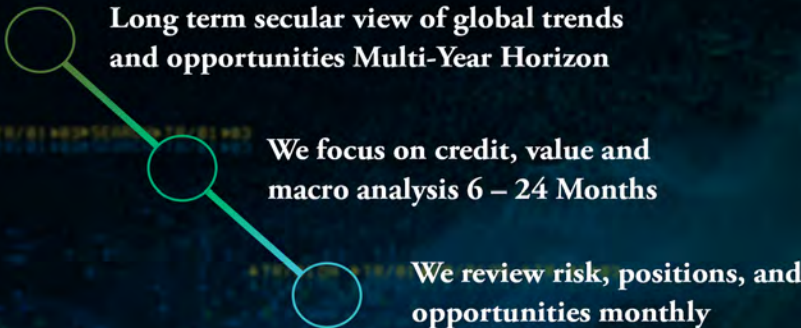 Long term secular view of global trends
and opportunities Multi-Year Horizon
We focus on credit, value and
macro analysis 6 – 24 Months
We review risk, positions, and
opportunities monthly